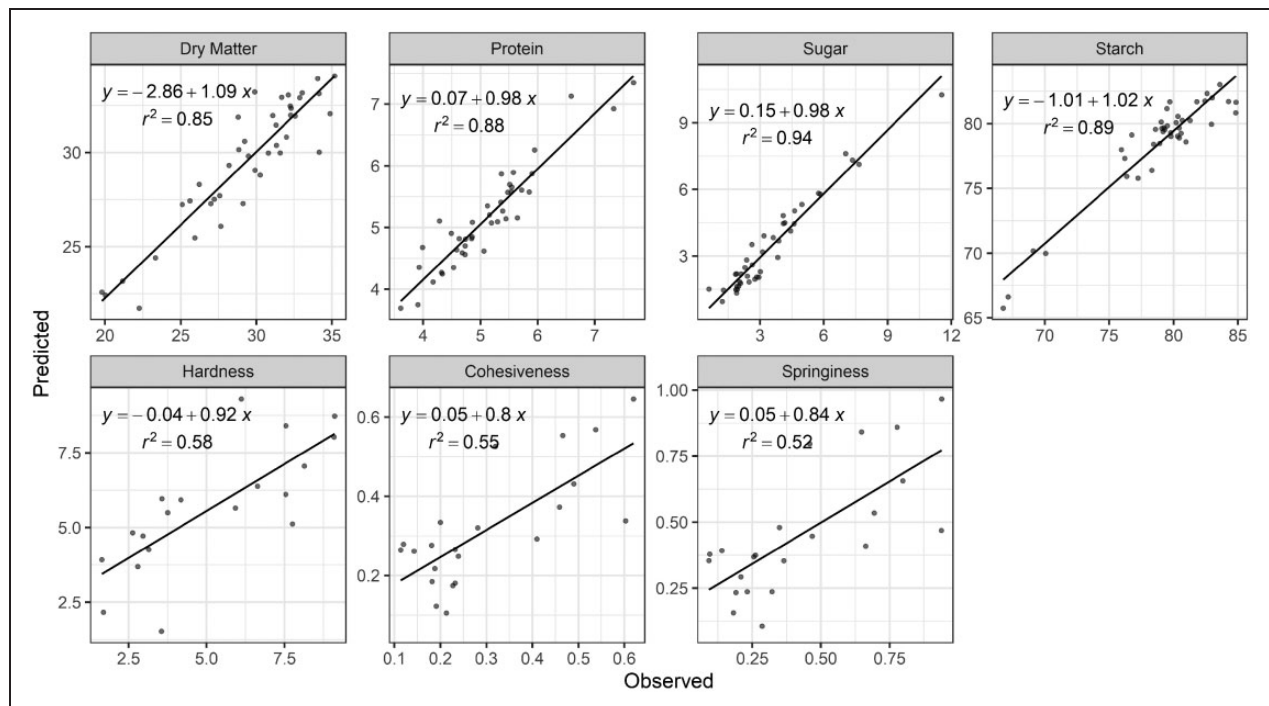 Dry Matter
y = −2.86 + 1.09 x
r² = 0.85
30
25
20 25 30 35
Protein
y = 0.07 + 0.98 x
r² = 0.88
7
6
5
4
4 5 6 7
Sugar
y = 0.15 + 0.98 x
r² = 0.94
9
6
3
3 6 9 12
Starch
y = −1.01 + 1.02 x
r² = 0.89
80
75
70
65
70 75 80 85
Predicted
Hardness
y = −0.04 + 0.92 x
r² = 0.58
7.5
5.0
2.5
2.5 5.0 7.5
Cohesiveness
y = 0.05 + 0.8 x
r² = 0.55
0.6
0.4
0.2
0.1 0.2 0.3 0.4 0.5 0.6
Springiness
y = 0.05 + 0.84 x
r² = 0.52
1.00
0.75
0.50
0.25
0.25 0.50 0.75
Observed